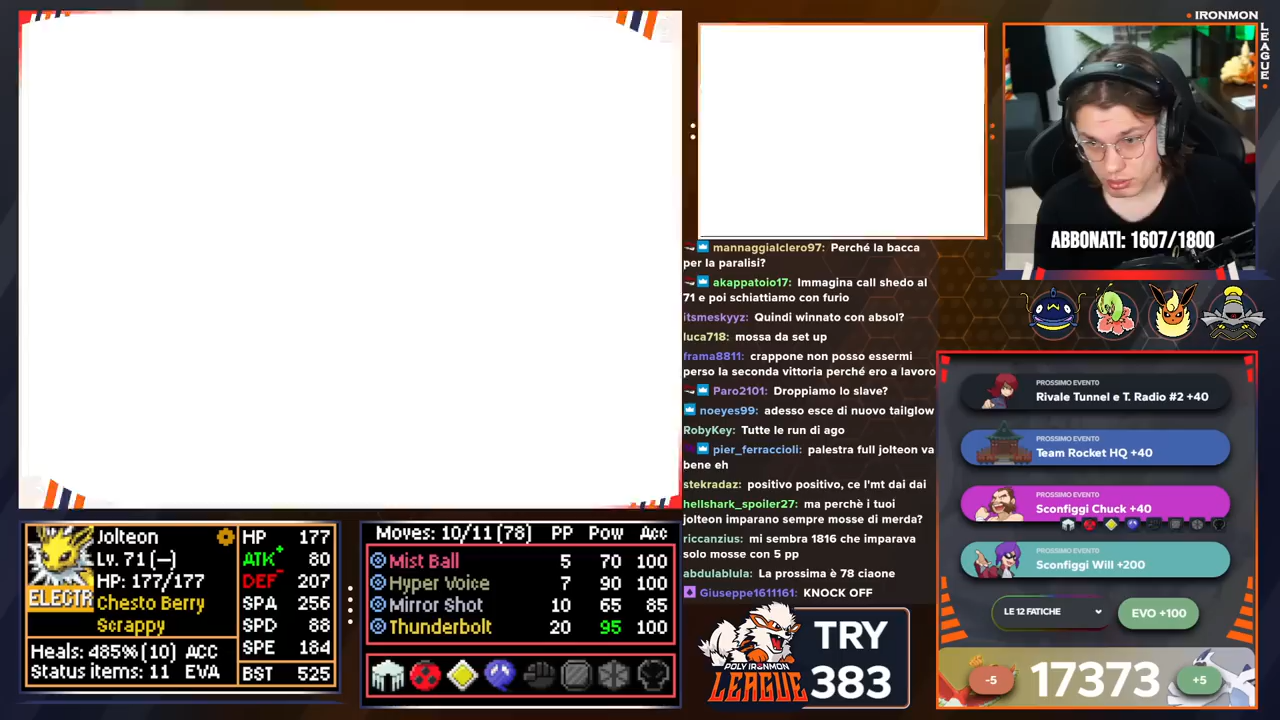 IRONMON
LEAGUE
ABBONATI: 1607/1800
mannaggialclero97: Perché la bacca
per la paralisi?
akappatoio17: Immagina call shedo al
71 e poi schiattiamo con furio
itsmeskyyz: Quindi winnato con absol?
luca718: mossa da set up
frama8811: crappone non posso essermi
perso la seconda vittoria perché ero a lavoro
Paro2101: Droppiamo lo slave?
noeyes99: adesso esce di nuovo tailglow
RobyKey: Tutte le run di ago
pier_ferraccioli: palestra full jolteon va
bene eh
stekradaz: positivo positivo, ce l'mt dai dai
hellshark_spoiler27: ma perchè i tuoi
jolteon imparano sempre mosse di merda?
riccanzius: mi sembra 1816 che imparava
solo mosse con 5 pp
abdulablula: La prossima è 78 ciaone
Giuseppe1611161: KNOCK OFF
PROSSIMO EVENTO
Rivale Tunnel e T. Radio #2 +40
PROSSIMO EVENTO
Team Rocket HQ +40
PROSSIMO EVENTO
Sconfiggi Chuck +40
PROSSIMO EVENTO
Sconfiggi Will +200
LE 12 FATICHE
EVO +100
-5
17373
+5
Jolteon
Lv. 71 (—)
HP: 177/177
ELECTR
Chesto Berry
Scrappy
Heals: 485% (10) ACC
Status items: 11 EVA
HP 177
ATK+ 80
DEF- 207
SPA 256
SPD 88
SPE 184
BST 525
Moves: 10/11 (78) PP Pow Acc
Mist Ball 5 70 100
Hyper Voice 7 90 100
Mirror Shot 10 65 85
Thunderbolt 20 95 100
POLY IRONMON
LEAGUE
TRY
383